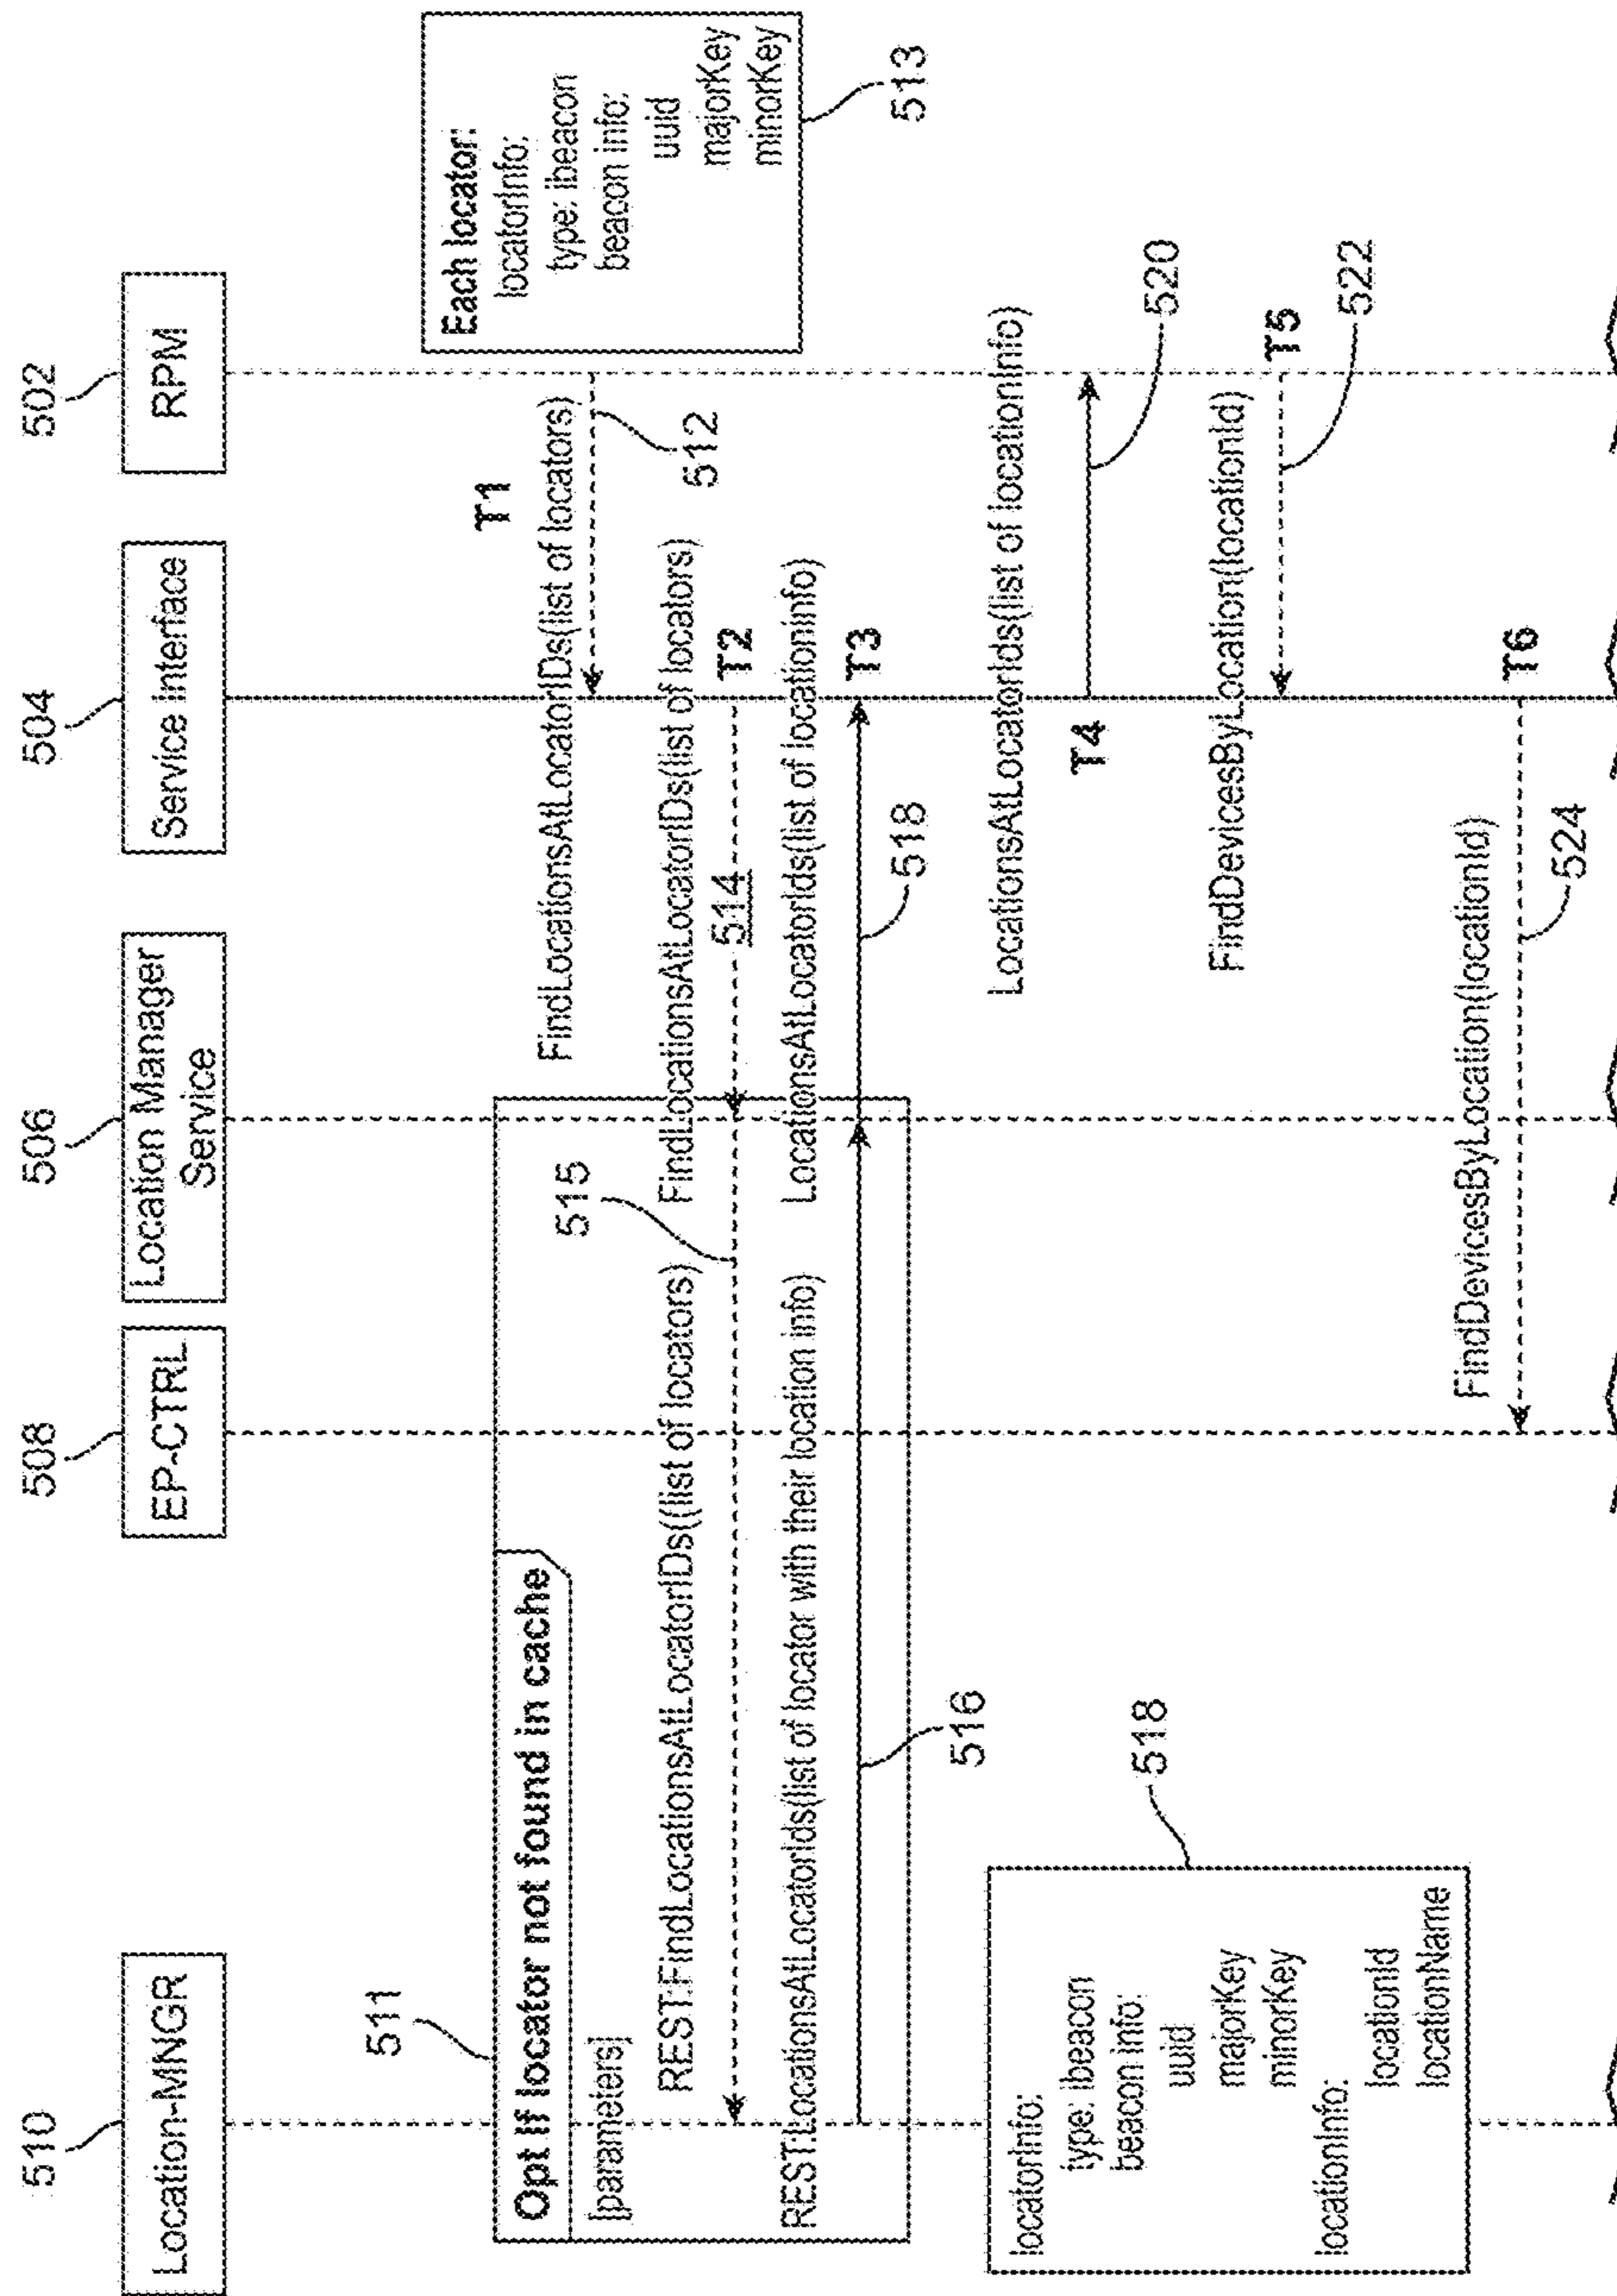 510
508
506
504
502
Location-MNGR
EP-CTRL
Location Manager
Service
Service Interface
RPM
511
Opt If locator not found in cache
[parameters]
Each locator:
locatorInfo:
type: ibeacon
beacon info:
uuid
majorKey
minorKey
513
T1
FindLocationsAtLocatorIDs(list of locators)
512
515
REST:FindLocationsAtLocatorIDs((list of locators)
FindLocationsAtLocatorIDs(list of locators)
514
T2
REST:LocationsAtLocatorIds(list of locator with their location info)
LocationsAtLocatorIds(list of locationinfo)
T3
516
518
locatorInfo:
type: ibeacon
beacon info:
uuid
majorKey
minorKey
locationInfo:
locationId
locationName
518
LocationsAtLocatorIds(list of locationInfo)
T4
520
FindDevicesByLocation(locationId)
T5
522
FindDevicesByLocation(locationId)
T6
524